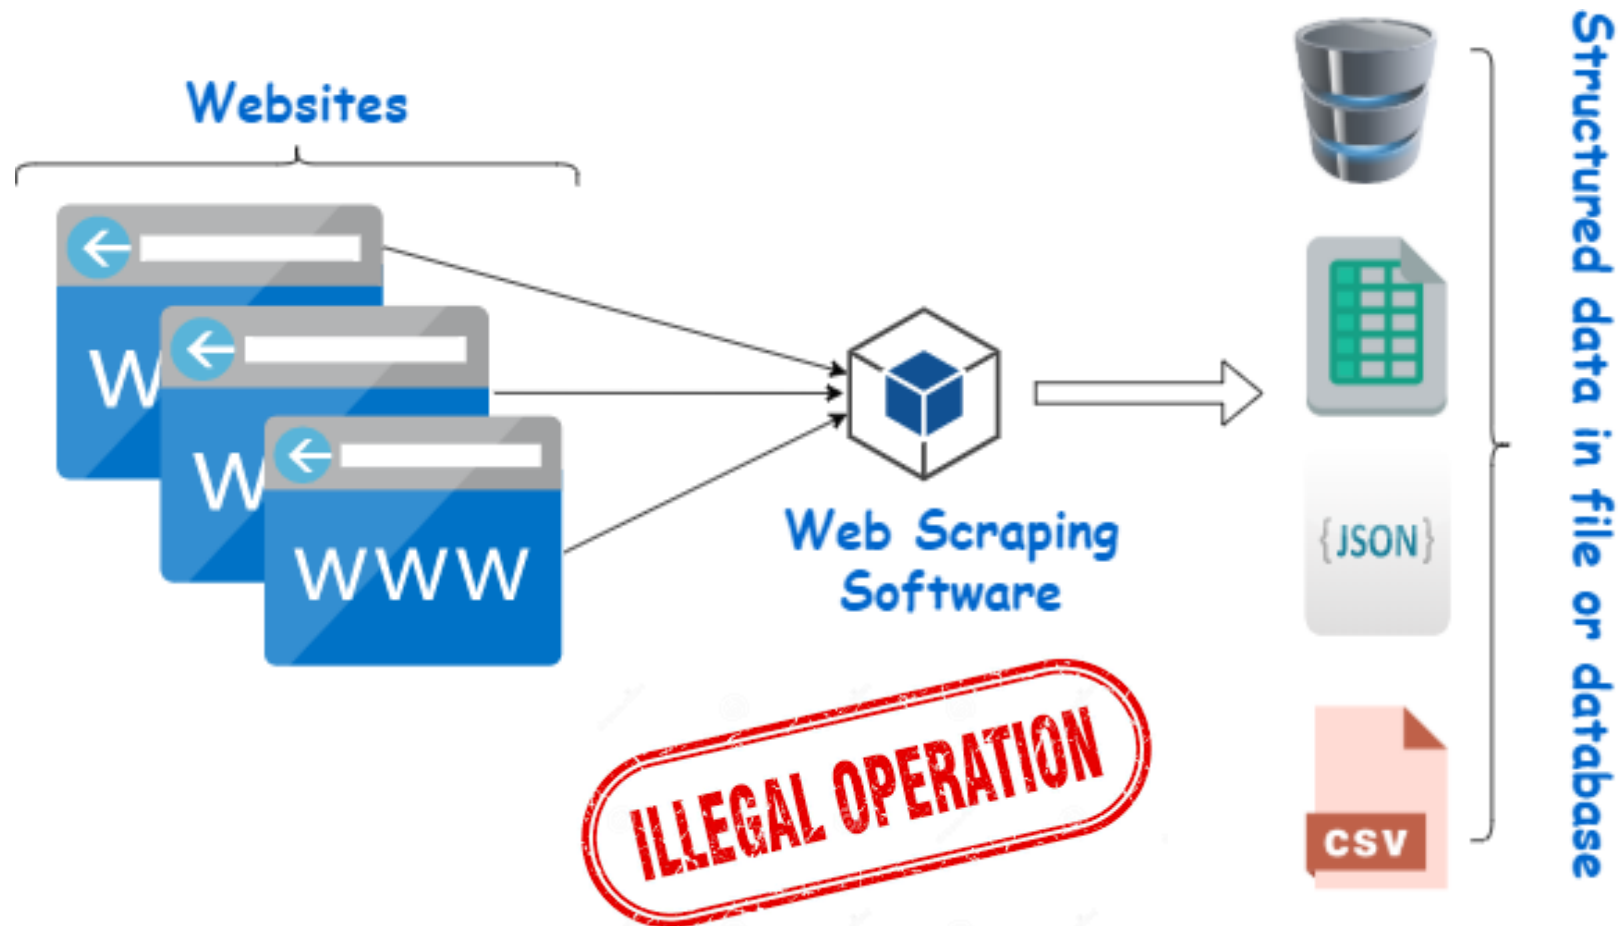 Websites
W
W
WWW
Web Scraping
Software
{JSON}
CSV
Structured data in file or database
ILLEGAL OPERATION